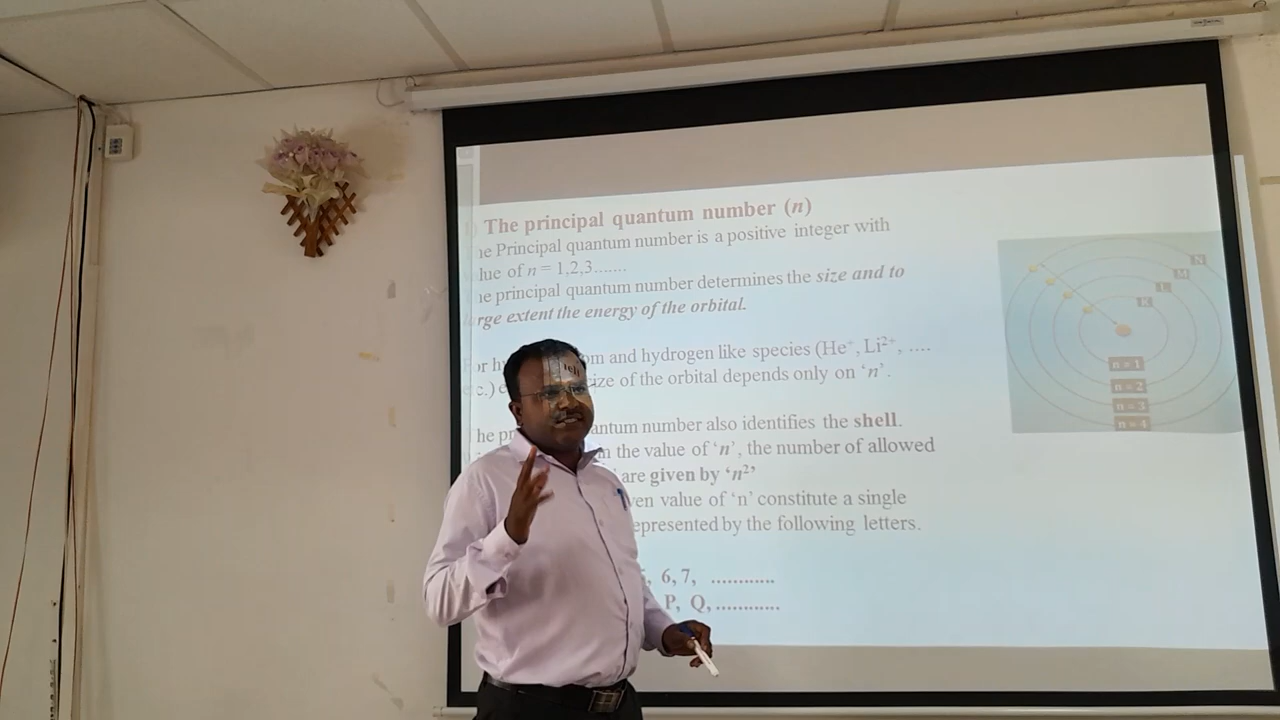 The principal quantum number (n)
he Principal quantum number is a positive integer with
lue of n = 1,2,3.......
he principal quantum number determines the size and to
rge extent the energy of the orbital.
or hy om and hydrogen like species (He⁺, Li²⁺, ....
c.) e ize of the orbital depends only on ‘n’.
he pr antum number also identifies the shell.
the value of ‘n’, the number of allowed
are given by ‘n²’
ven value of ‘n’ constitute a single
epresented by the following letters.
6, 7, ............
P, Q, ............
N
M
L
K
n = 1
n = 2
n = 3
n = 4